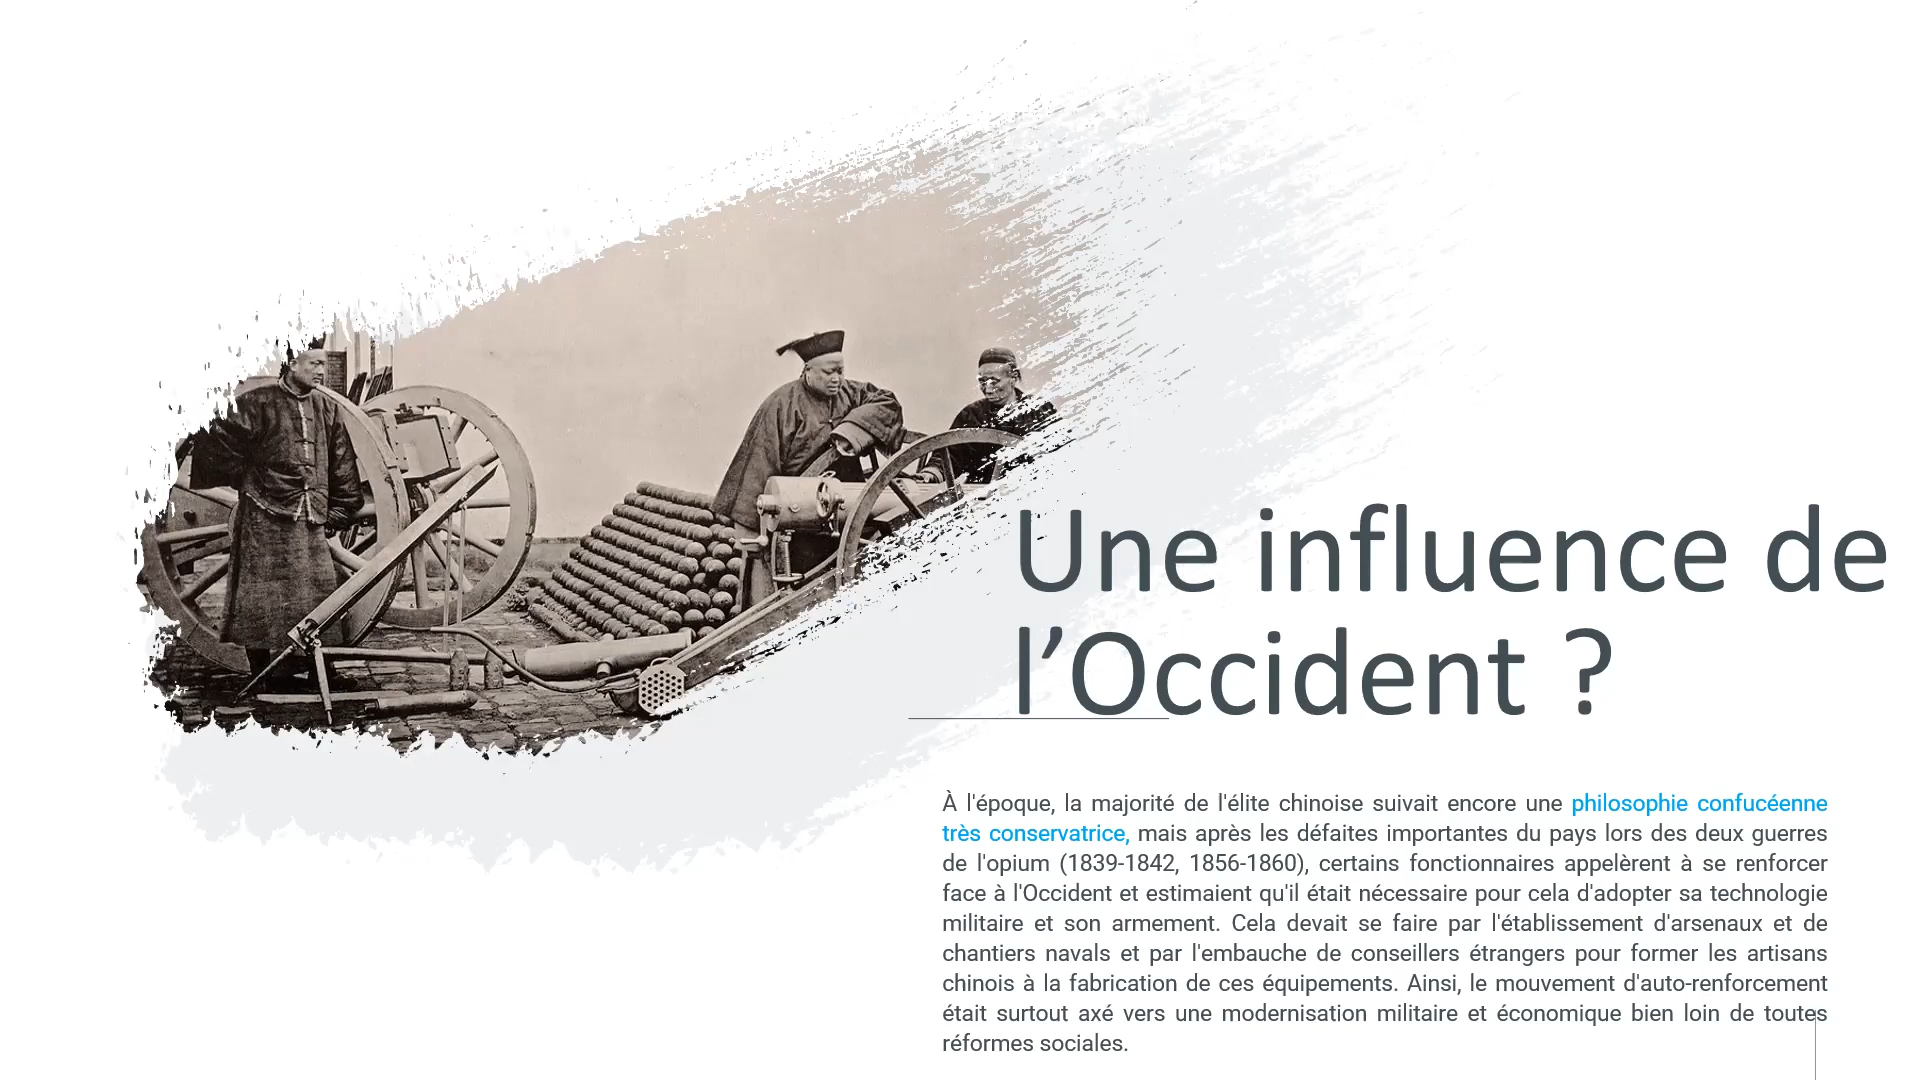 Une influence de
l’Occident ?
À l'époque, la majorité de l'élite chinoise suivait encore une philosophie confucéenne
très conservatrice, mais après les défaites importantes du pays lors des deux guerres
de l'opium (1839-1842, 1856-1860), certains fonctionnaires appelèrent à se renforcer
face à l'Occident et estimaient qu'il était nécessaire pour cela d'adopter sa technologie
militaire et son armement. Cela devait se faire par l'établissement d'arsenaux et de
chantiers navals et par l'embauche de conseillers étrangers pour former les artisans
chinois à la fabrication de ces équipements. Ainsi, le mouvement d'auto-renforcement
était surtout axé vers une modernisation militaire et économique bien loin de toutes
réformes sociales.